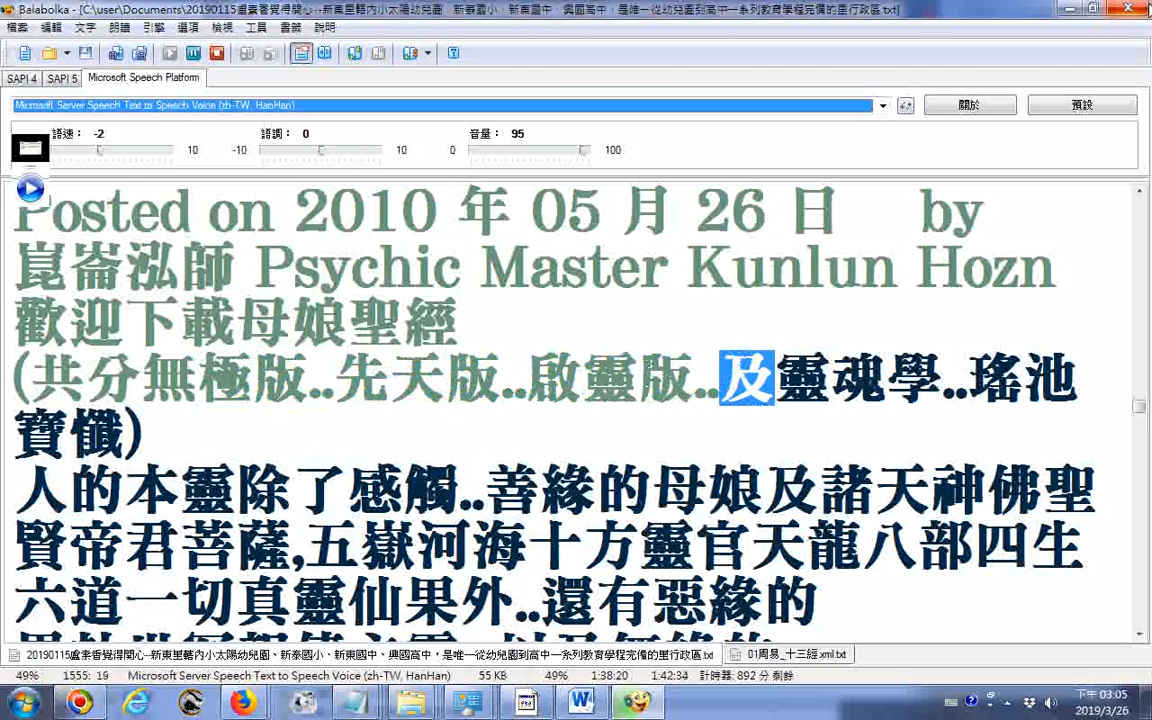 Balabolka - [C:\user\Documents\20190115盧素香覺得開心--新東里轄內小太陽幼兒園、新泰國小、新東國中、興國高中，是唯一從幼兒園到高中一系列教育學程完備的里行政區.txt]
檔案 編輯 文字 朗讀 引擎 選項 檢視 工具 書籤 說明
SAPI 4 SAPI 5 Microsoft Speech Platform
Microsoft Server Speech Text to Speech Voice (zh-TW, HanHan)
關於 預設
語速： -2 語調： 0 音量： 95
10 -10 10 0 100
Posted on 2010 年 05 月 26 日 by
崑崙泓師 Psychic Master Kunlun Hozn
歡迎下載母娘聖經
(共分無極版..先天版..啟靈版..及靈魂學..瑤池
寶懺)
人的本靈除了感觸..善緣的母娘及諸天神佛聖
賢帝君菩薩,五嶽河海十方靈官天龍八部四生
六道一切真靈仙果外..還有惡緣的
20190115盧素香覺得開心--新東里轄內小太陽幼兒園、新泰國小、新東國中、興國高中，是唯一從幼兒園到高中一系列教育學程完備的里行政區.txt 01周易_十三經.xml.txt
49% 1555: 19 Microsoft Server Speech Text to Speech Voice (zh-TW, HanHan) 55 KB 49% 1:38:20 1:42:34 計時器: 892 分 剩餘
下午 03:05
2019/3/26